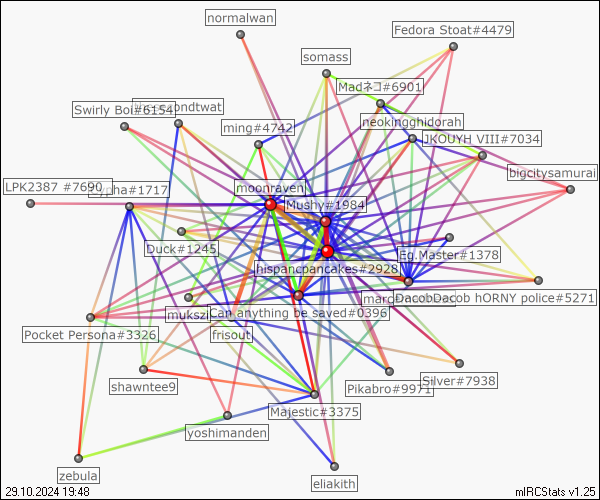 normalwan
Fedora Stoat#4479
somass
Madネコ#6901
Swirly Boi#6154
ondtwat
neokingghidorah
ming#4742
JKOUYH VIII#7034
bigcitysamurai
LPK2387 #7690
#1717
moonraven
Mushy#1984
Duck#1245
Eg.Master#1378
hispancpancakes#2928
DacobDacob hORNY police#5271
mukszi
Can anything be saved#0396
Pocket Persona#3326
frisout
shawntee9
Pikabro#9971
Silver#7938
Majestic#3375
yoshimanden
zebula
eliakith
29.10.2024 19:48
mIRCStats v1.25